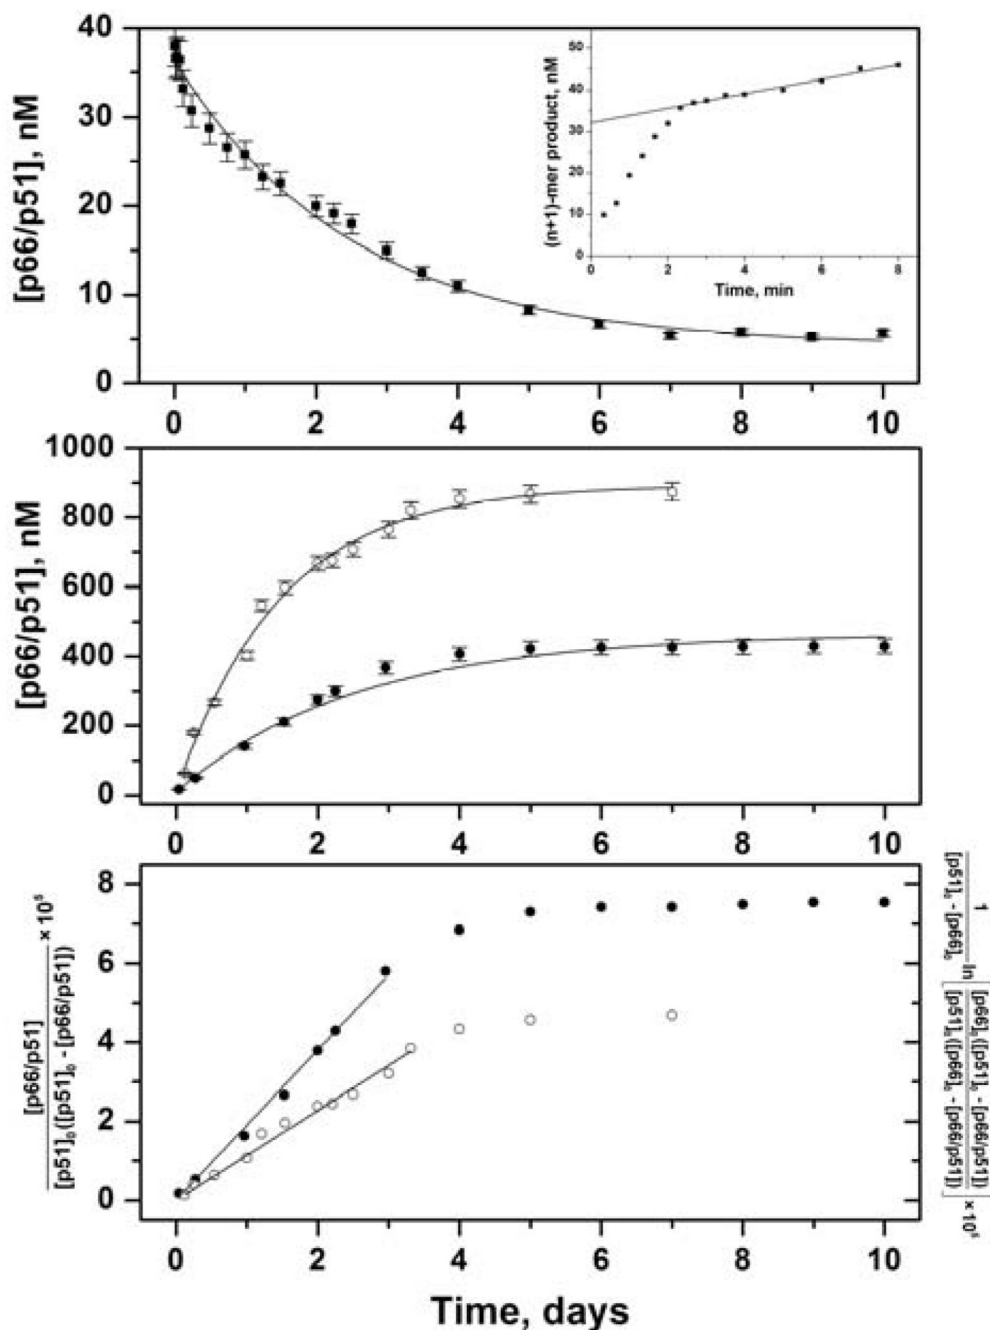 [p66/p51], nM
40
30
20
10
0
0 2 4 6 8 10
(n+1)-mer product, nM
50
40
30
20
10
0
0 2 4 6 8
Time, min
[p66/p51], nM
1000
800
600
400
200
0
0 2 4 6 8 10
[p66/p51]
[p51]₀([p51]₀ - [p66/p51])
×10⁵
8
6
4
2
0
0 2 4 6 8 10
1
[p51]₀ - [p66]₀
ln
[p66]₀([p51]₀ - [p66/p51])
[p51]₀([p66]₀ - [p66/p51])
×10⁵
Time, days